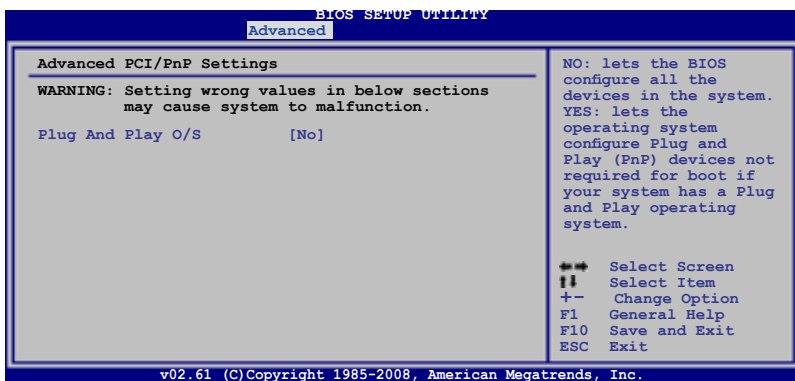 BIOS SETUP UTILITY
Advanced
Advanced PCI/PnP Settings
WARNING: Setting wrong values in below sections
may cause system to malfunction.
Plug And Play O/S [No]
NO: lets the BIOS
configure all the
devices in the system.
YES: lets the
operating system
configure Plug and
Play (PnP) devices not
required for boot if
your system has a Plug
and Play operating
system.
←→ Select Screen
↑↓ Select Item
+- Change Option
F1 General Help
F10 Save and Exit
ESC Exit
v02.61 (C)Copyright 1985-2008, American Megatrends, Inc.